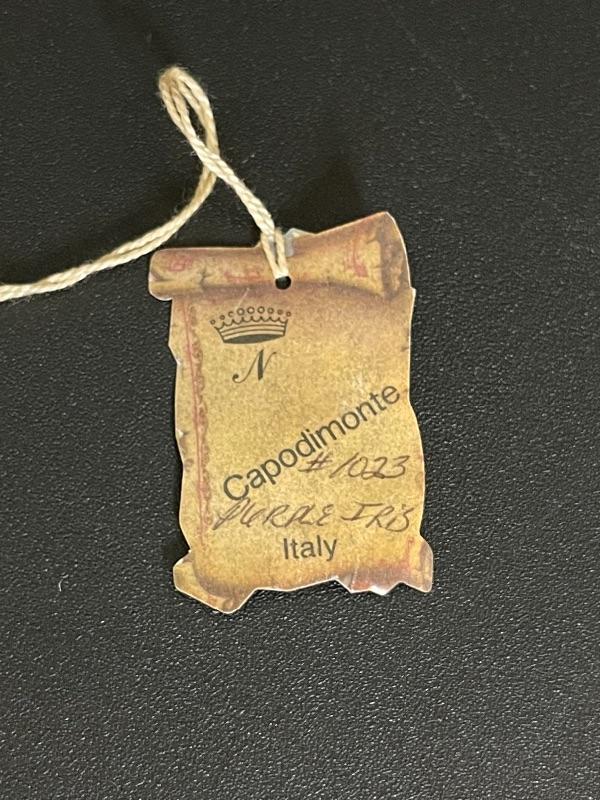 N
Capodimonte
#1023
PURPLE IRIS
Italy